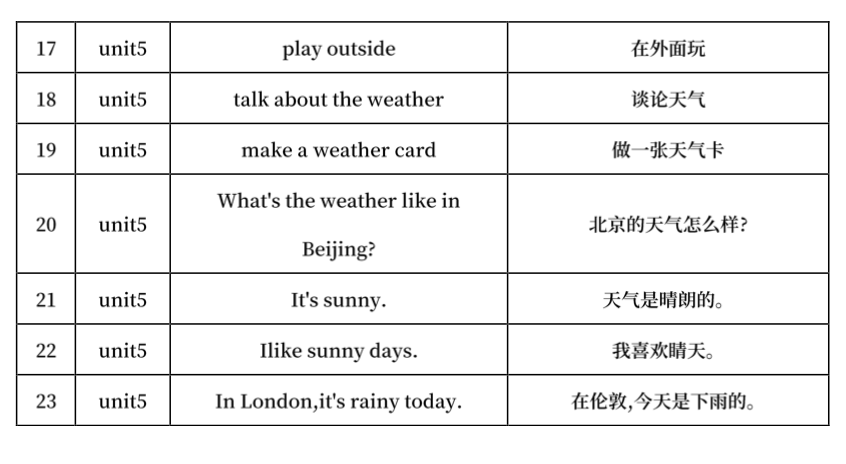 17 unit5 play outside 在外面玩
18 unit5 talk about the weather 谈论天气
19 unit5 make a weather card 做一张天气卡
20 unit5 What's the weather like in
Beijing? 北京的天气怎么样?
21 unit5 It's sunny. 天气是晴朗的。
22 unit5 Ilike sunny days. 我喜欢晴天。
23 unit5 In London,it's rainy today. 在伦敦,今天是下雨的。